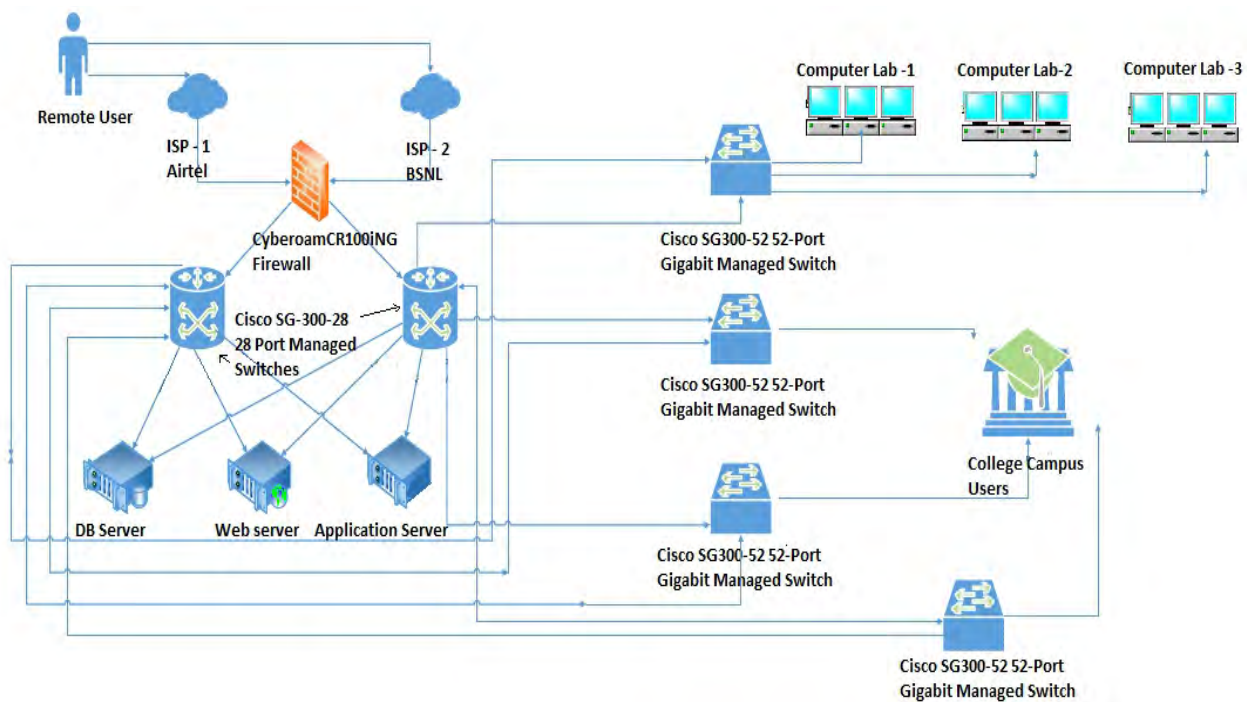 Computer Lab -1
Computer Lab-2
Computer Lab -3
Remote User
ISP - 1
Airtel
ISP - 2
BSNL
CyberoamCR100iNG
Firewall
Cisco SG300-52 52-Port
Gigabit Managed Switch
Cisco SG-300-28
28 Port Managed
Switches
Cisco SG300-52 52-Port
Gigabit Managed Switch
College Campus
Users
DB Server
Web server
Application Server
Cisco SG300-52 52-Port
Gigabit Managed Switch
Cisco SG300-52 52-Port
Gigabit Managed Switch